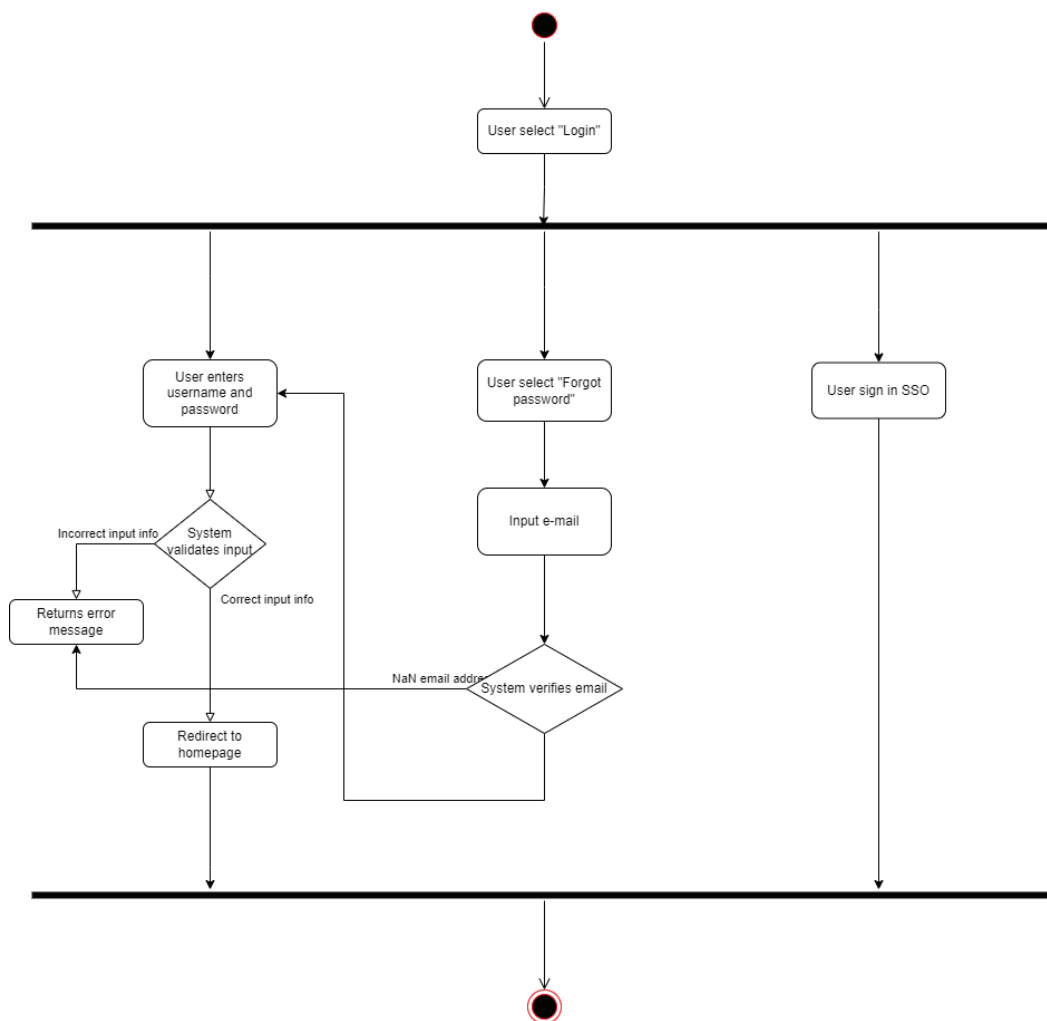 User select "Login"
User enters
username and
password
User select "Forgot
password"
User sign in SSO
Input e-mail
Incorrect input info
System
validates input
Correct input info
Returns error
message
NaN email addre
System verifies email
Redirect to
homepage